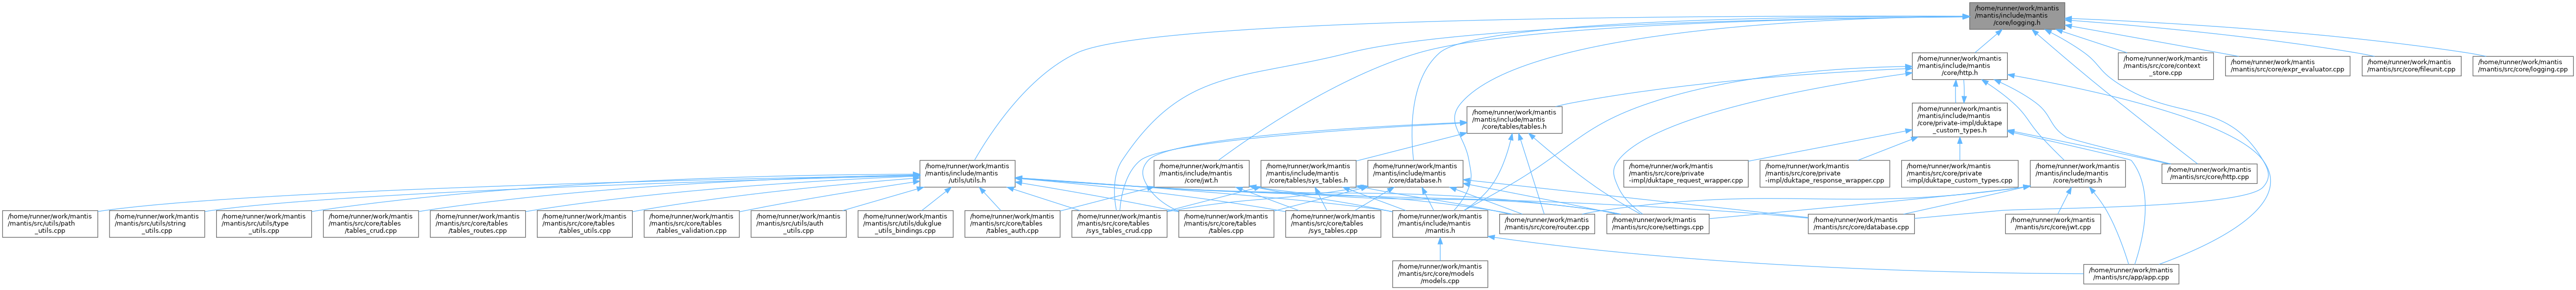 /home/runner/work/mantis
/mantis/include/mantis
/core/logging.h
/home/runner/work/mantis
/mantis/include/mantis
/core/http.h
/home/runner/work/mantis
/mantis/src/core/context
_store.cpp
/home/runner/work/mantis
/mantis/src/core/expr_evaluator.cpp
/home/runner/work/mantis
/mantis/src/core/fileunit.cpp
/home/runner/work/mantis
/mantis/src/core/logging.cpp
/home/runner/work/mantis
/mantis/include/mantis
/core/tables/tables.h
/home/runner/work/mantis
/mantis/include/mantis
/core/private-impl/duktape
_custom_types.h
/home/runner/work/mantis
/mantis/include/mantis
/utils/utils.h
/home/runner/work/mantis
/mantis/include/mantis
/core/jwt.h
/home/runner/work/mantis
/mantis/include/mantis
/core/tables/sys_tables.h
/home/runner/work/mantis
/mantis/include/mantis
/core/database.h
/home/runner/work/mantis
/mantis/src/core/private
-impl/duktape_request_wrapper.cpp
/home/runner/work/mantis
/mantis/src/core/private
-impl/duktape_response_wrapper.cpp
/home/runner/work/mantis
/mantis/src/core/private
-impl/duktape_custom_types.cpp
/home/runner/work/mantis
/mantis/include/mantis
/core/settings.h
/home/runner/work/mantis
/mantis/src/core/http.cpp
/home/runner/work/mantis
/mantis/src/utils/path
_utils.cpp
/home/runner/work/mantis
/mantis/src/utils/string
_utils.cpp
/home/runner/work/mantis
/mantis/src/utils/type
_utils.cpp
/home/runner/work/mantis
/mantis/src/core/tables
/tables_crud.cpp
/home/runner/work/mantis
/mantis/src/core/tables
/tables_routes.cpp
/home/runner/work/mantis
/mantis/src/core/tables
/tables_utils.cpp
/home/runner/work/mantis
/mantis/src/core/tables
/tables_validation.cpp
/home/runner/work/mantis
/mantis/src/utils/auth
_utils.cpp
/home/runner/work/mantis
/mantis/src/utils/dukglue
_utils_bindings.cpp
/home/runner/work/mantis
/mantis/src/core/tables
/tables_auth.cpp
/home/runner/work/mantis
/mantis/src/core/tables
/sys_tables_crud.cpp
/home/runner/work/mantis
/mantis/src/core/tables
/tables.cpp
/home/runner/work/mantis
/mantis/src/core/tables
/sys_tables.cpp
/home/runner/work/mantis
/mantis/include/mantis
/mantis.h
/home/runner/work/mantis
/mantis/src/core/router.cpp
/home/runner/work/mantis
/mantis/src/core/settings.cpp
/home/runner/work/mantis
/mantis/src/core/database.cpp
/home/runner/work/mantis
/mantis/src/core/jwt.cpp
/home/runner/work/mantis
/mantis/src/core/models
/models.cpp
/home/runner/work/mantis
/mantis/src/app/app.cpp